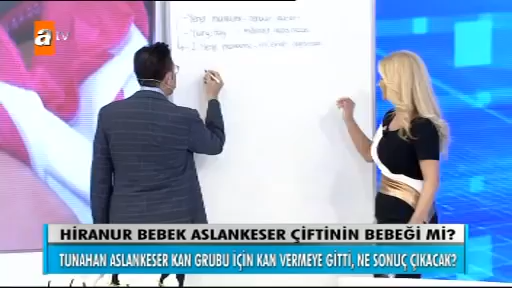 atv
HİRANUR BEBEK ASLANKESER ÇİFTİNİN BEBEĞİ Mİ?
TUNAHAN ASLANKESER KAN GRUBU İÇİN KAN VERMEYE GİTTİ, NE SONUÇ ÇIKACAK?